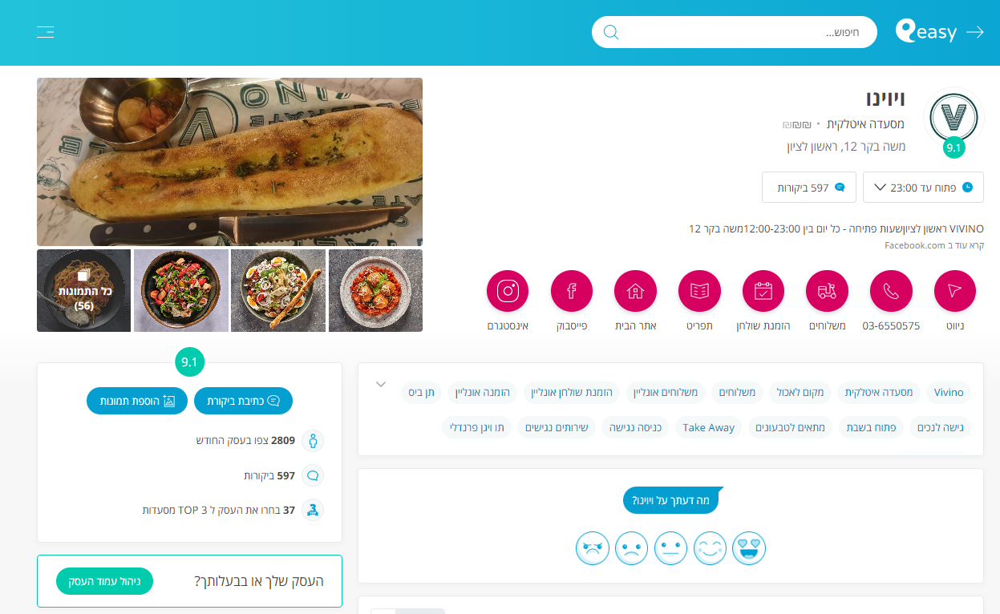 easy
חיפוש...
ויוינו
מסעדה איטלקית • ₪₪₪
משה בקר 12, ראשון לציון
9.1
פתוח עד 23:00
597 ביקורות
VIVINO ראשון לציוןשעות פתיחה - כל יום בין 12:00-23:00משה בקר 12
קרא עוד ב Facebook.com
ניווט
03-6550575
משלוחים
הזמנת שולחן
תפריט
אתר הבית
פייסבוק
אינסטגרם
כל התמונות
(56)
Vivino
מסעדה איטלקית
מקום לאכול
משלוחים
משלוחים אונליין
הזמנת שולחן אונליין
הזמנה אונליין
תן ביס
גישה לנכים
פתוח בשבת
מתאים לטבעונים
Take Away
כניסה נגישה
שירותים נגישים
תו ויגן פרנדלי
מה דעתך על ויוינו?
9.1
כתיבת ביקורת
הוספת תמונות
2809 צפו בעסק החודש
597 ביקורות
37 בחרו את העסק ל TOP 3 מסעדות
העסק שלך או בבעלותך?
ניהול עמוד העסק